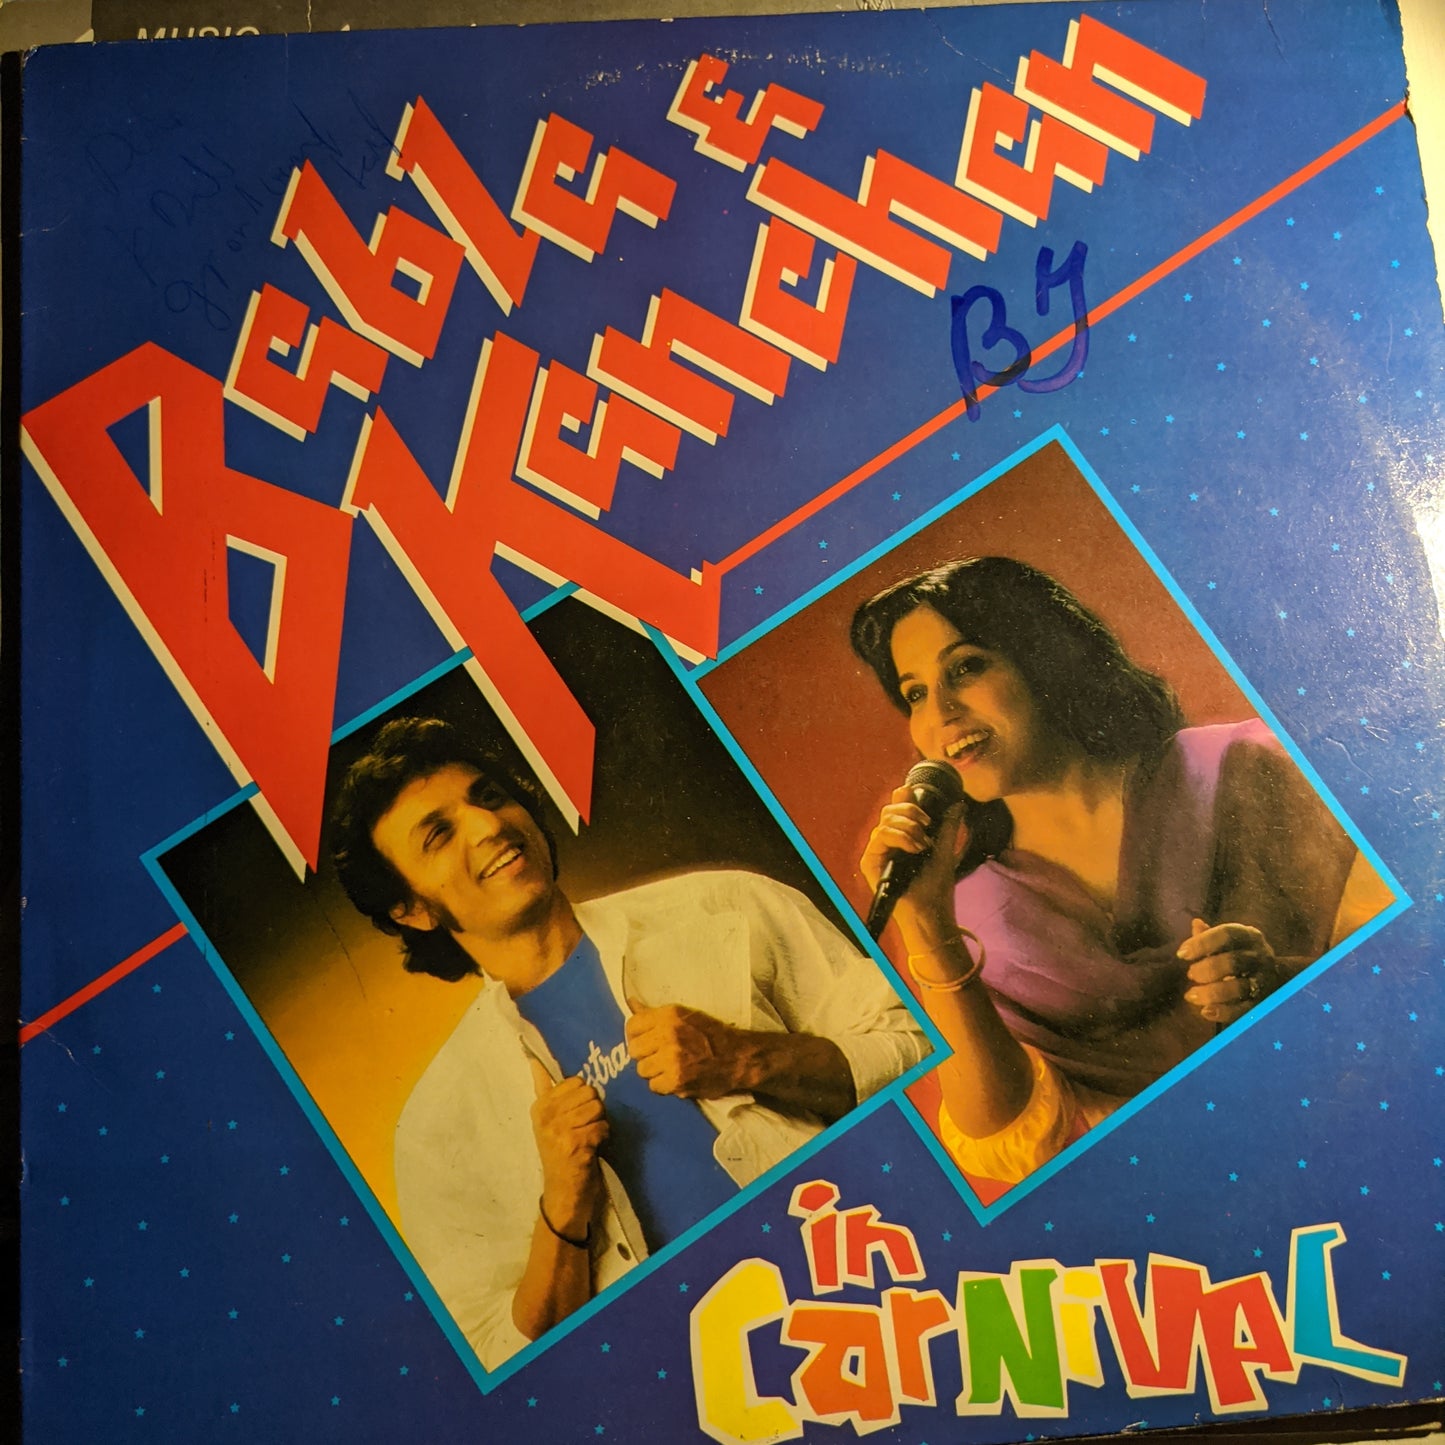 MUSIC
Babla &
Kanchan
BY
in
CARNIVAL